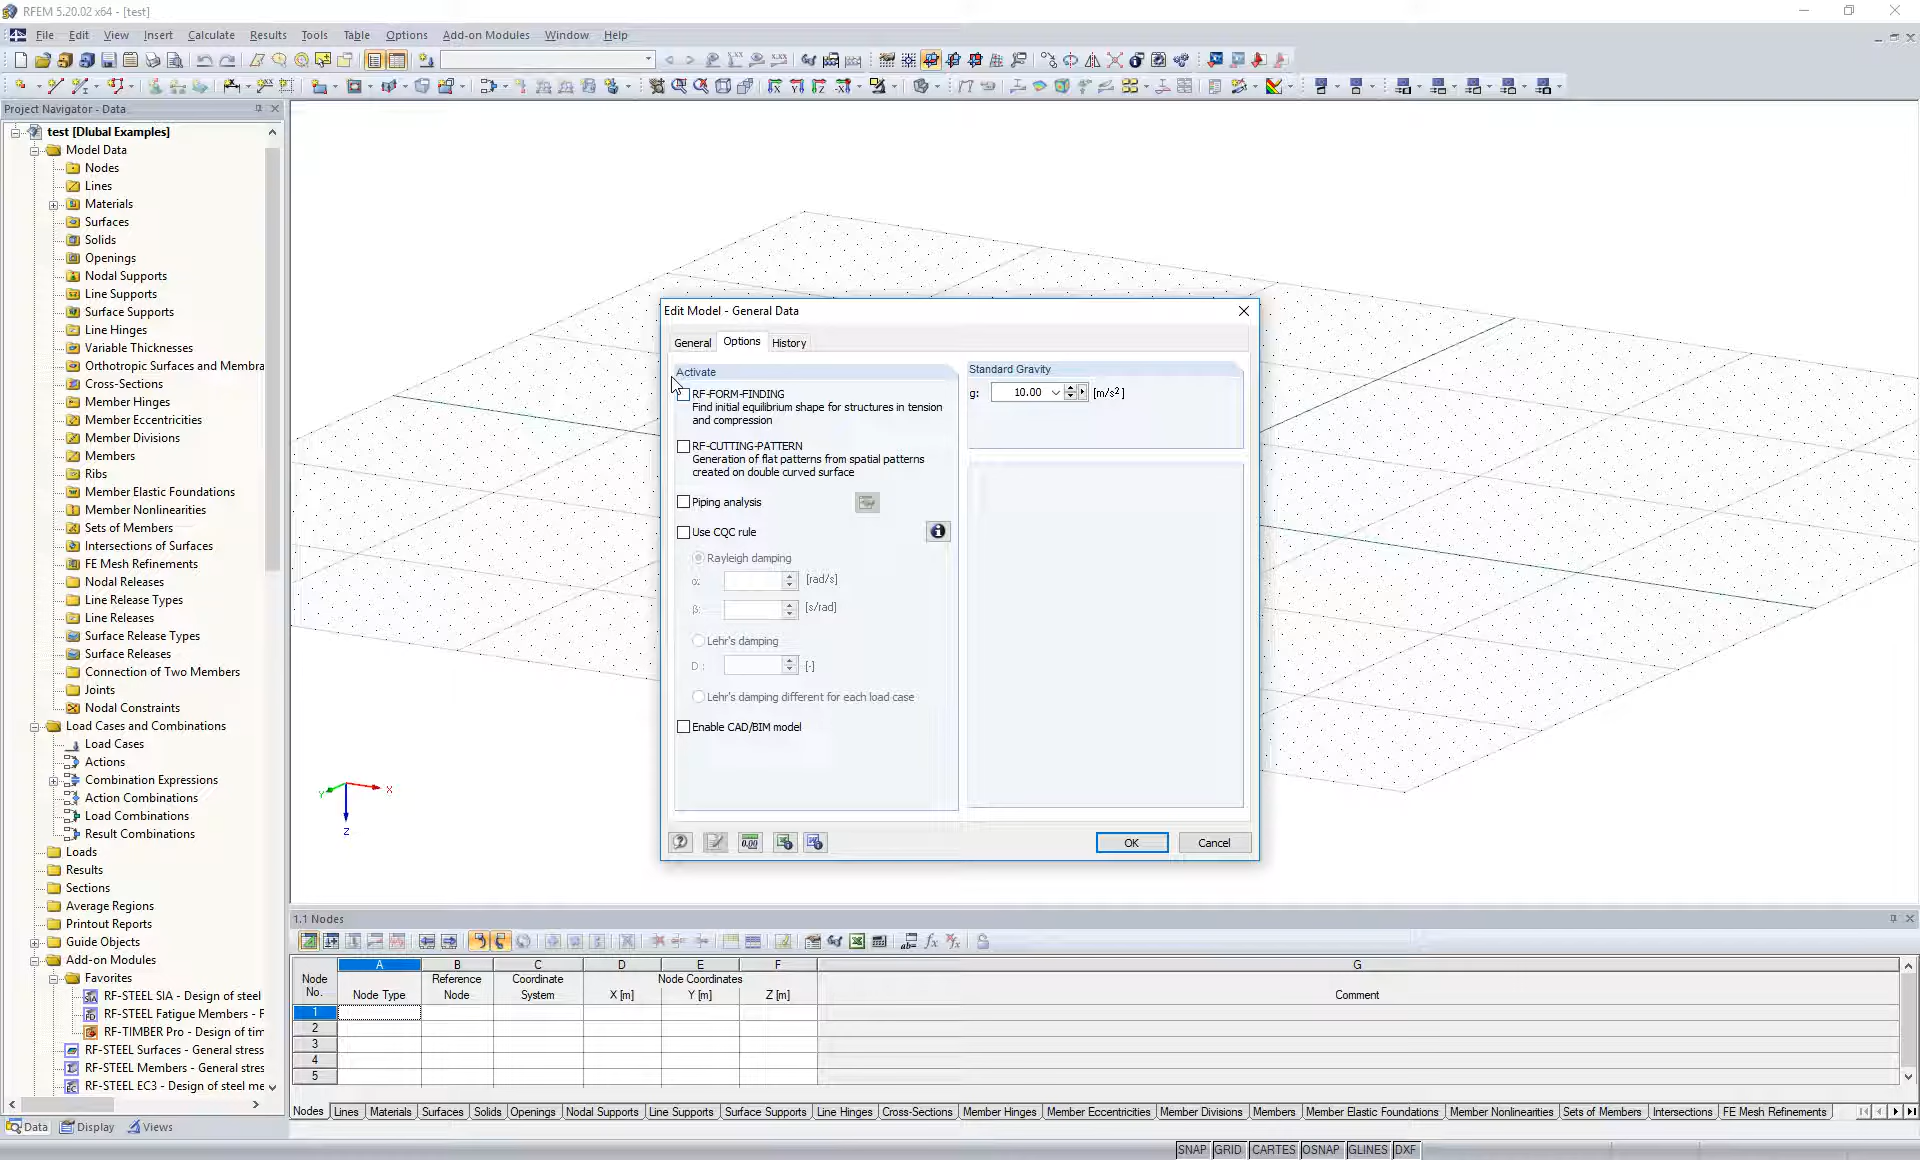 RFEM 5.20.02 x64 - [test]
File Edit View Insert Calculate Results Tools Table Options Add-on Modules Window Help
Project Navigator - Data
test [Dlubal Examples]
Model Data
Nodes
Lines
Materials
Surfaces
Solids
Openings
Nodal Supports
Line Supports
Surface Supports
Line Hinges
Variable Thicknesses
Orthotropic Surfaces and Membra
Cross-Sections
Member Hinges
Member Eccentricities
Member Divisions
Members
Ribs
Member Elastic Foundations
Member Nonlinearities
Sets of Members
Intersections of Surfaces
FE Mesh Refinements
Nodal Releases
Line Release Types
Line Releases
Surface Release Types
Surface Releases
Connection of Two Members
Joints
Nodal Constraints
Load Cases and Combinations
Load Cases
Actions
Combination Expressions
Action Combinations
Load Combinations
Result Combinations
Loads
Results
Sections
Average Regions
Printout Reports
Guide Objects
Add-on Modules
Favorites
RF-STEEL SIA - Design of steel
RF-STEEL Fatigue Members - F
RF-TIMBER Pro - Design of tim
RF-STEEL Surfaces - General stress
RF-STEEL Members - General stres
RF-STEEL EC3 - Design of steel me
Data Display Views
X
Y
Z
Edit Model - General Data
General Options History
Activate
RF-FORM-FINDING
Find initial equilibrium shape for structures in tension
and compression
RF-CUTTING-PATTERN
Generation of flat patterns from spatial patterns
created on double curved surface
Piping analysis
Use CQC rule
Rayleigh damping
α: [rad/s]
β: [s/rad]
Lehr's damping
D : [-]
Lehr's damping different for each load case
Enable CAD/BIM model
Standard Gravity
g: 10.00 [m/s²]
OK Cancel
1.1 Nodes
A B C D E F G
Node No. Node Type Reference Node Coordinate System Node Coordinates X [m] Y [m] Z [m] Comment
1
2
3
4
5
Nodes Lines Materials Surfaces Solids Openings Nodal Supports Line Supports Surface Supports Line Hinges Cross-Sections Member Hinges Member Eccentricities Member Divisions Members Member Elastic Foundations Member Nonlinearities Sets of Members Intersections FE Mesh Refinements
SNAP GRID CARTES OSNAP GLINES DXF